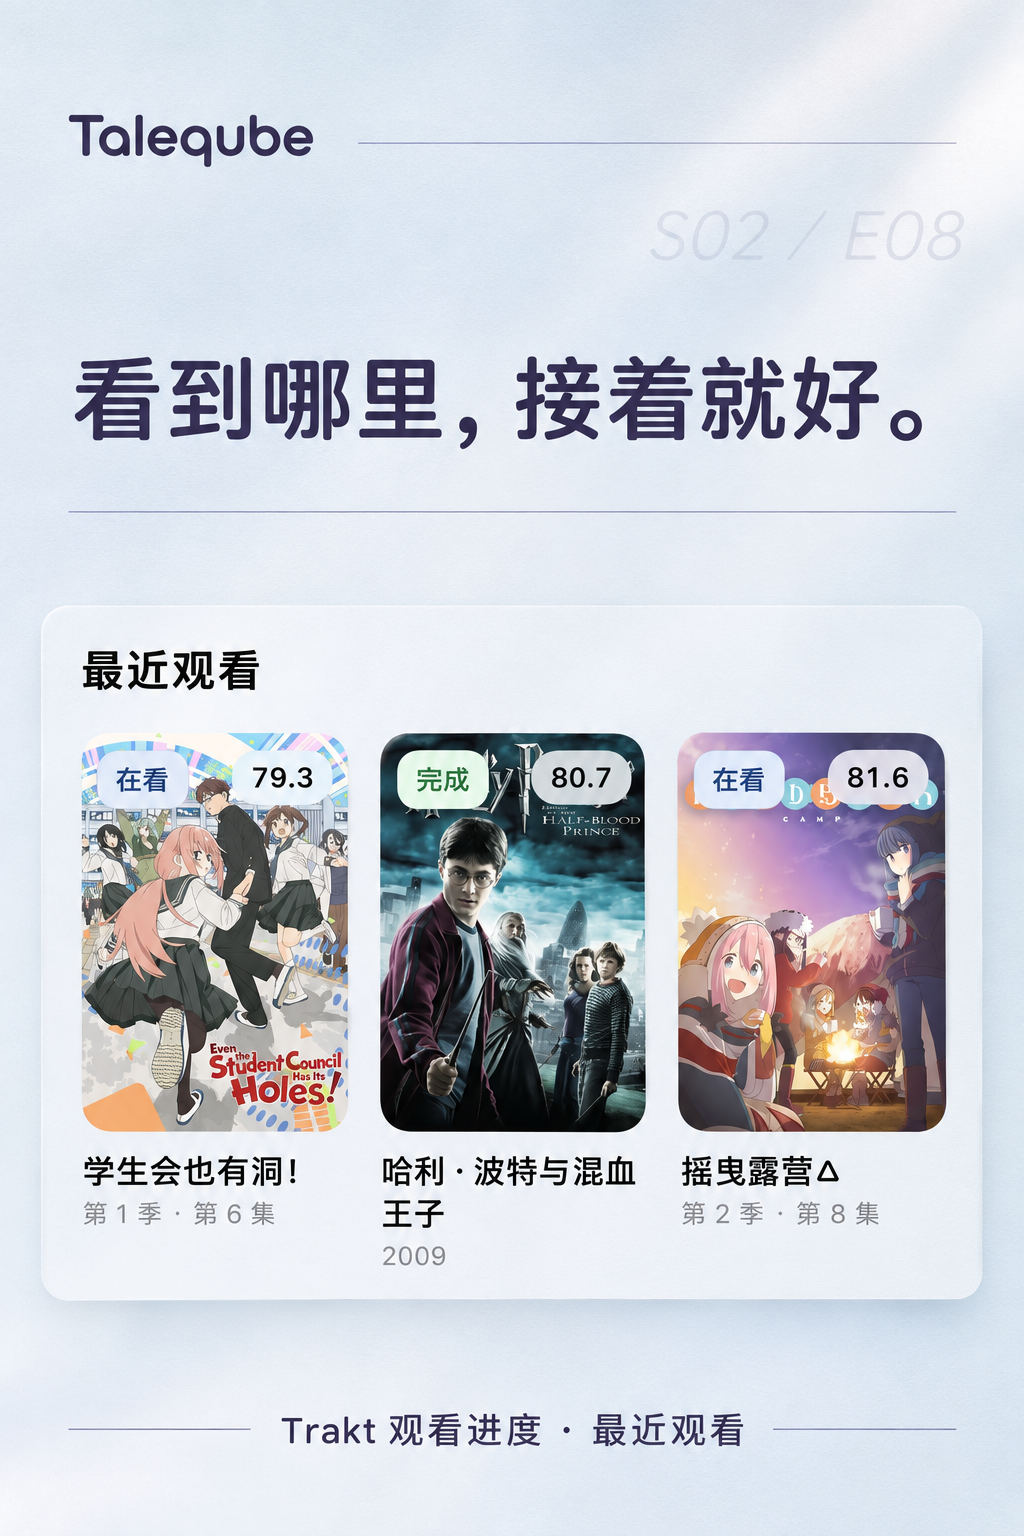 Taleqube
S02 / E08
看到哪里，接着就好。
最近观看
在看
79.3
Even
the
Student Council
Has Its
Holes!
完成
80.7
HALF-BLOOD
PRINCE
在看
81.6
CAMP
学生会也有洞！
第 1 季 · 第 6 集
哈利 · 波特与混血
王子
2009
摇曳露营△
第 2 季 · 第 8 集
Trakt 观看进度 · 最近观看